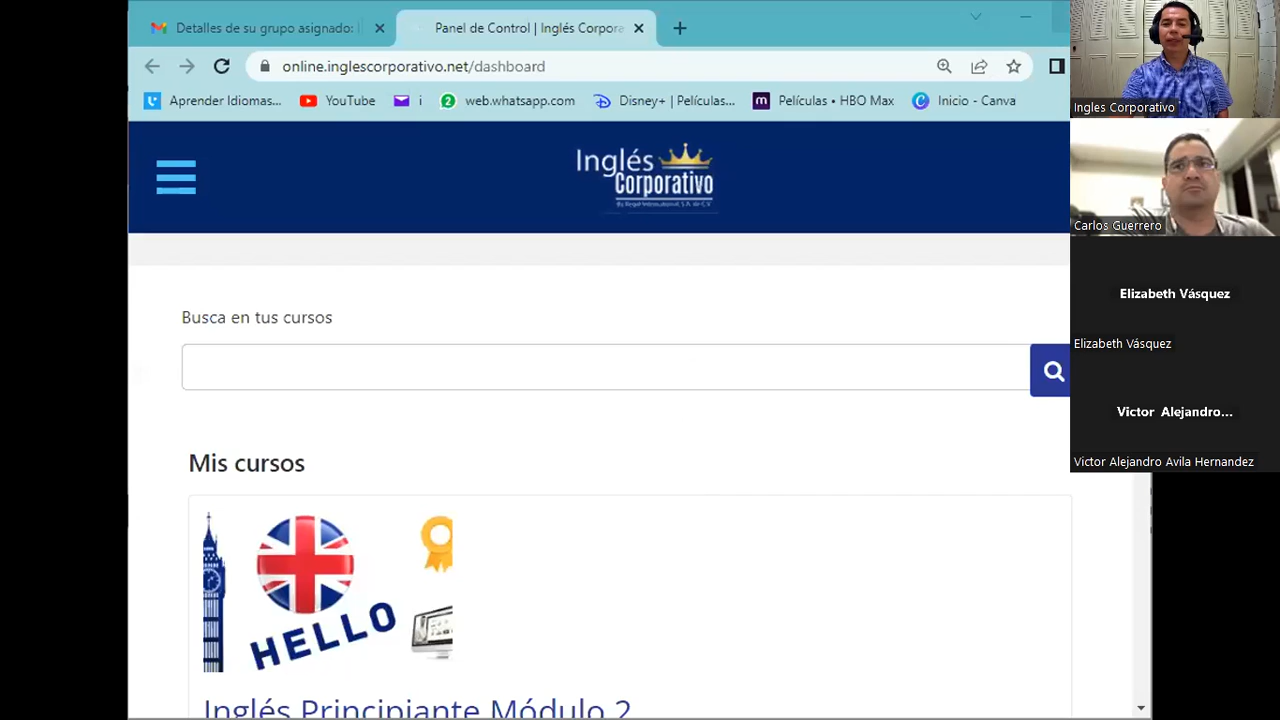 Detalles de su grupo asignado:
Panel de Control | Inglés Corpora
online.inglescorporativo.net/dashboard
Aprender Idiomas...
YouTube
i
2
web.whatsapp.com
Disney+ | Películas...
m
Películas • HBO Max
C
Inicio - Canva
Inglés
Corporativo
Busca en tus cursos
Mis cursos
HELLO
Inglés Principiante Módulo 2
Ingles Corporativo
Carlos Guerrero
Elizabeth Vásquez
Elizabeth Vásquez
Victor Alejandro...
Victor Alejandro Avila Hernandez